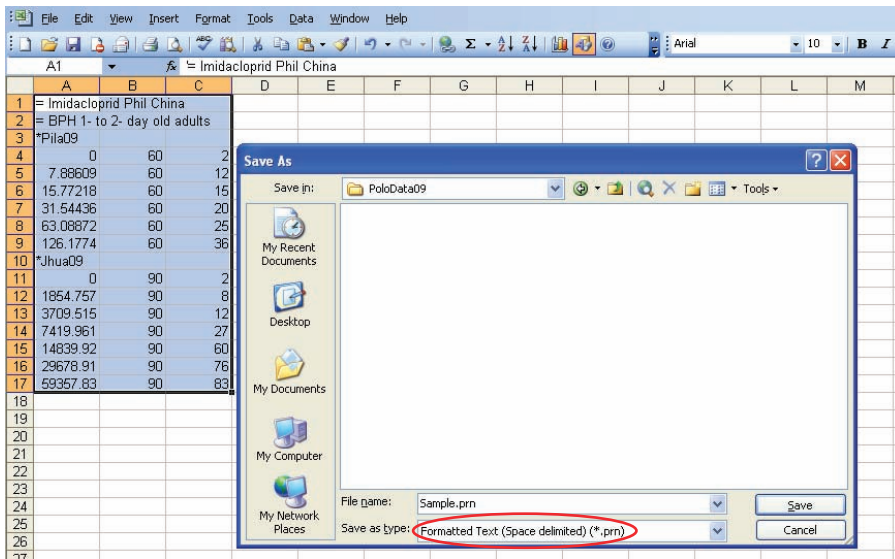 File Edit View Insert Format Tools Data Window Help
Arial 10 B I
A1 fx '= Imidacloprid Phil China
A B C D E F G H I J K L M
1 = Imidacloprid Phil China
2 = BPH 1- to 2- day old adults
3 *Pila09
4 0 60 2
5 7.88609 60 12
6 15.77218 60 15
7 31.54436 60 20
8 63.08872 60 25
9 126.1774 60 36
10 *Jhua09
11 0 90 2
12 1854.757 90 8
13 3709.515 90 12
14 7419.961 90 27
15 14839.92 90 60
16 29678.91 90 76
17 59357.83 90 83
18
19
20
21
22
23
24
25
26
27
Save As
Save in: PoloData09 Tools
My Recent
Documents
Desktop
My Documents
My Computer
My Network
Places
File name: Sample.prn Save
Save as type: Formatted Text (Space delimited) (*.prn) Cancel